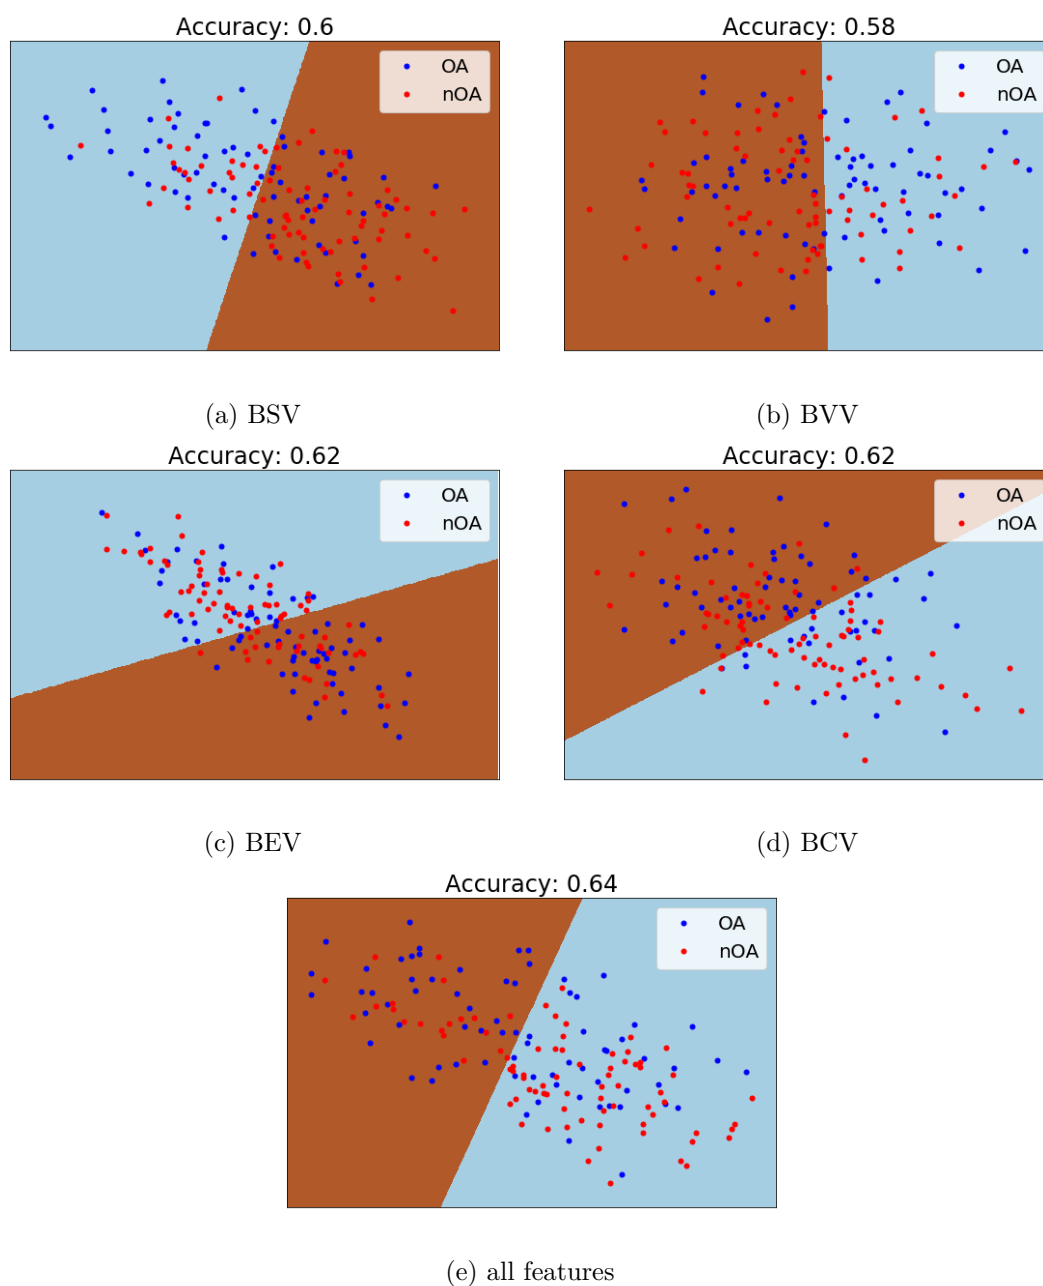 Accuracy: 0.6
OA
nOA
(a) BSV
Accuracy: 0.58
OA
nOA
(b) BVV
Accuracy: 0.62
OA
nOA
(c) BEV
Accuracy: 0.62
OA
nOA
(d) BCV
Accuracy: 0.64
OA
nOA
(e) all features